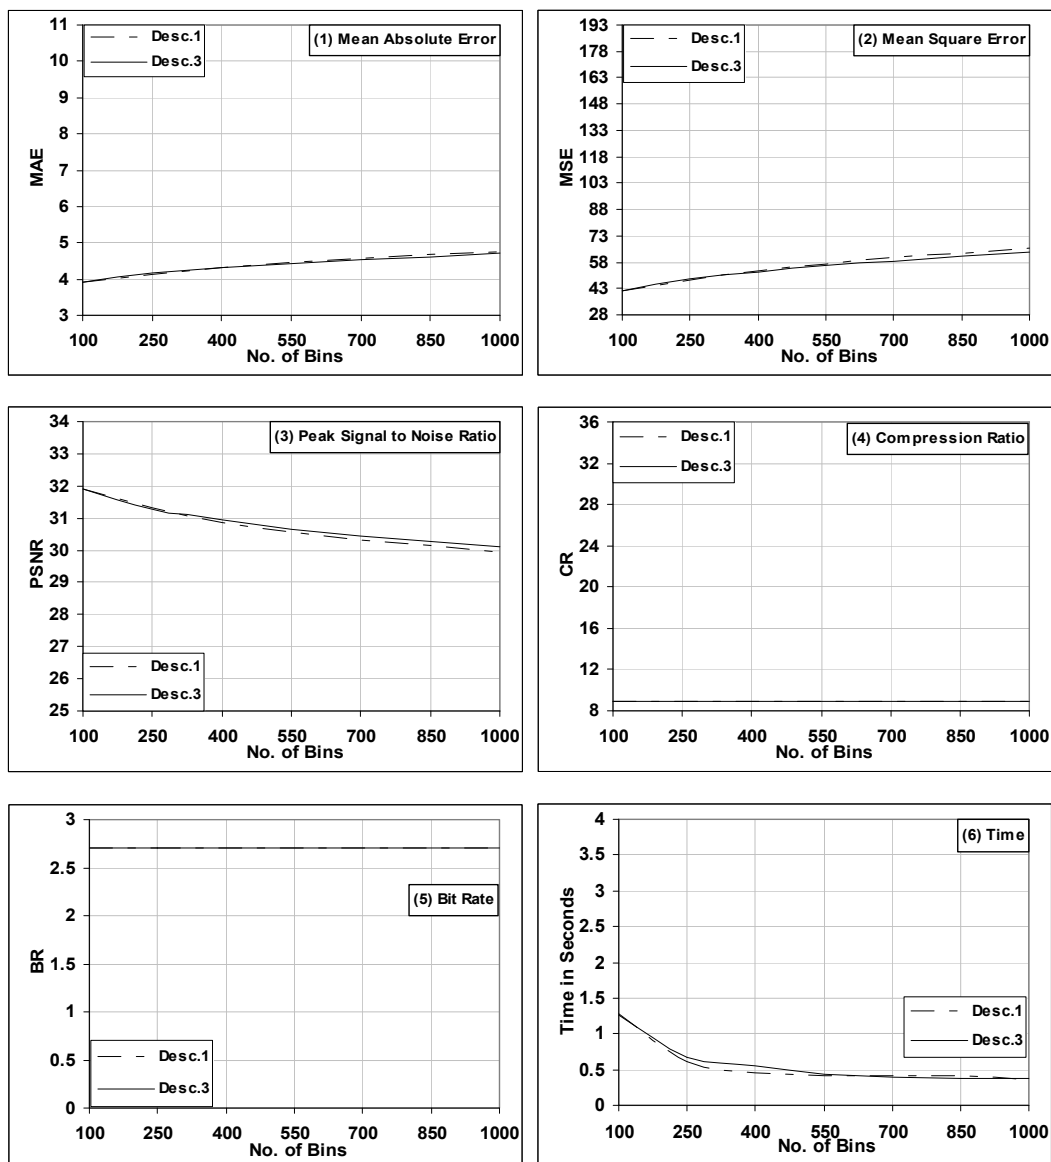 (1) Mean Absolute Error
Desc.1
Desc.3
MAE
11
10
9
8
7
6
5
4
3
100 250 400 550 700 850 1000
No. of Bins
(2) Mean Square Error
Desc.1
Desc.3
MSE
193
178
163
148
133
118
103
88
73
58
43
28
100 250 400 550 700 850 1000
No. of Bins
(3) Peak Signal to Noise Ratio
PSNR
34
33
32
31
30
29
28
27
26
25
Desc.1
Desc.3
100 250 400 550 700 850 1000
No. of Bins
(4) Compression Ratio
Desc.1
Desc.3
CR
36
32
28
24
20
16
12
8
100 250 400 550 700 850 1000
No. of Bins
(5) Bit Rate
BR
3
2.5
2
1.5
1
0.5
0
Desc.1
Desc.3
100 250 400 550 700 850 1000
No. of Bins
(6) Time
Time in Seconds
4
3.5
3
2.5
2
1.5
1
0.5
0
Desc.1
Desc.3
100 250 400 550 700 850 1000
No. of Bins